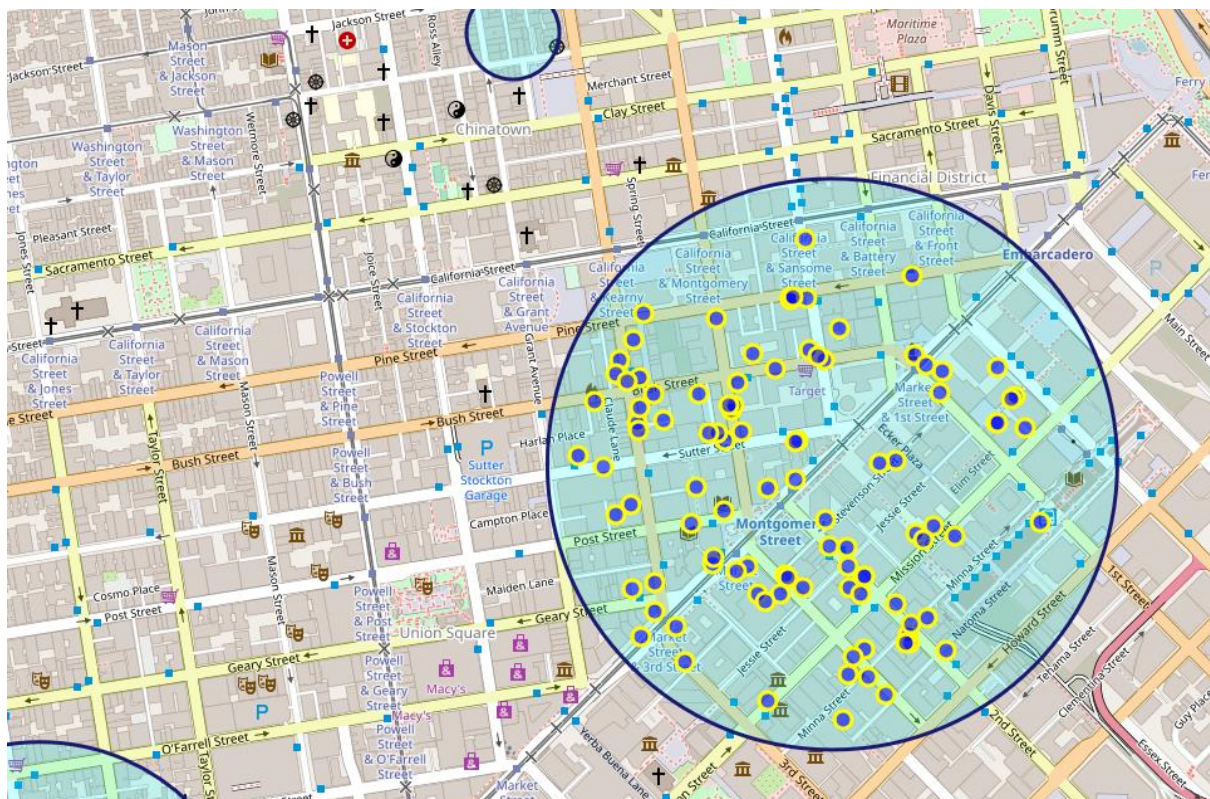 Jackson Street
Ross Alley
Mason
Street
& Jackson
Street
Jackson Street
Maritime
Plaza
Merchant Street
Clay Street
Davis Street
Ferry
Sacramento Street
Chinatown
Washington
Street
& Mason
Street
Washington
Street
& Taylor
Street
Wetmore Street
Spring Street
Financial District
Pleasant Street
Jones Street
Sacramento Street
Joice Street
California Street
California Street
California
Street
& Kearny
Street
California
Street
& Montgomery
Street
California
Street
& Sansome
Street
California
Street
& Battery
Street
California
Street
& Front
Street
Embarcadero
P
Main Street
California
Street
& Jones
Street
California
Street
& Taylor
Street
California
Street
& Mason
Street
California
Street
& Stockton
Street
California
Street
& Grant
Avenue
Grant Avenue
Pine Street
Pine Street
Powell
Street
& Pine
Street
Mason Street
Taylor Street
Bush Street
Bush Street
Target
Claude Lane
Harlan Place
Sutter Street
Market
Street
& 1st Street
Ecker Plaza
Elim Street
Stevenson Street
Jessie Street
P
Sutter
Stockton
Garage
Powell
Street
& Bush
Street
Campton Place
Post Street
Montgomery
Street
Mission Street
Minna Street
Natoma Street
Howard Street
1st Street
Maiden Lane
Cosmo Place
Post Street
Mason Street
Powell
Street
& Post
Street
Union Square
Geary Street
Geary Street
Market
Street
& 3rd Street
Jessie Street
Tehama Street
Clementina Street
Guy Place
Powell
Street
& Geary
Street
Macy's
Macy's
P
O'Farrell Street
Taylor Street
Powell
Street
& O'Farrell
Street
Minna Street
2nd Street
Essex Street
Yerba Buena Lane
3rd Street
Market